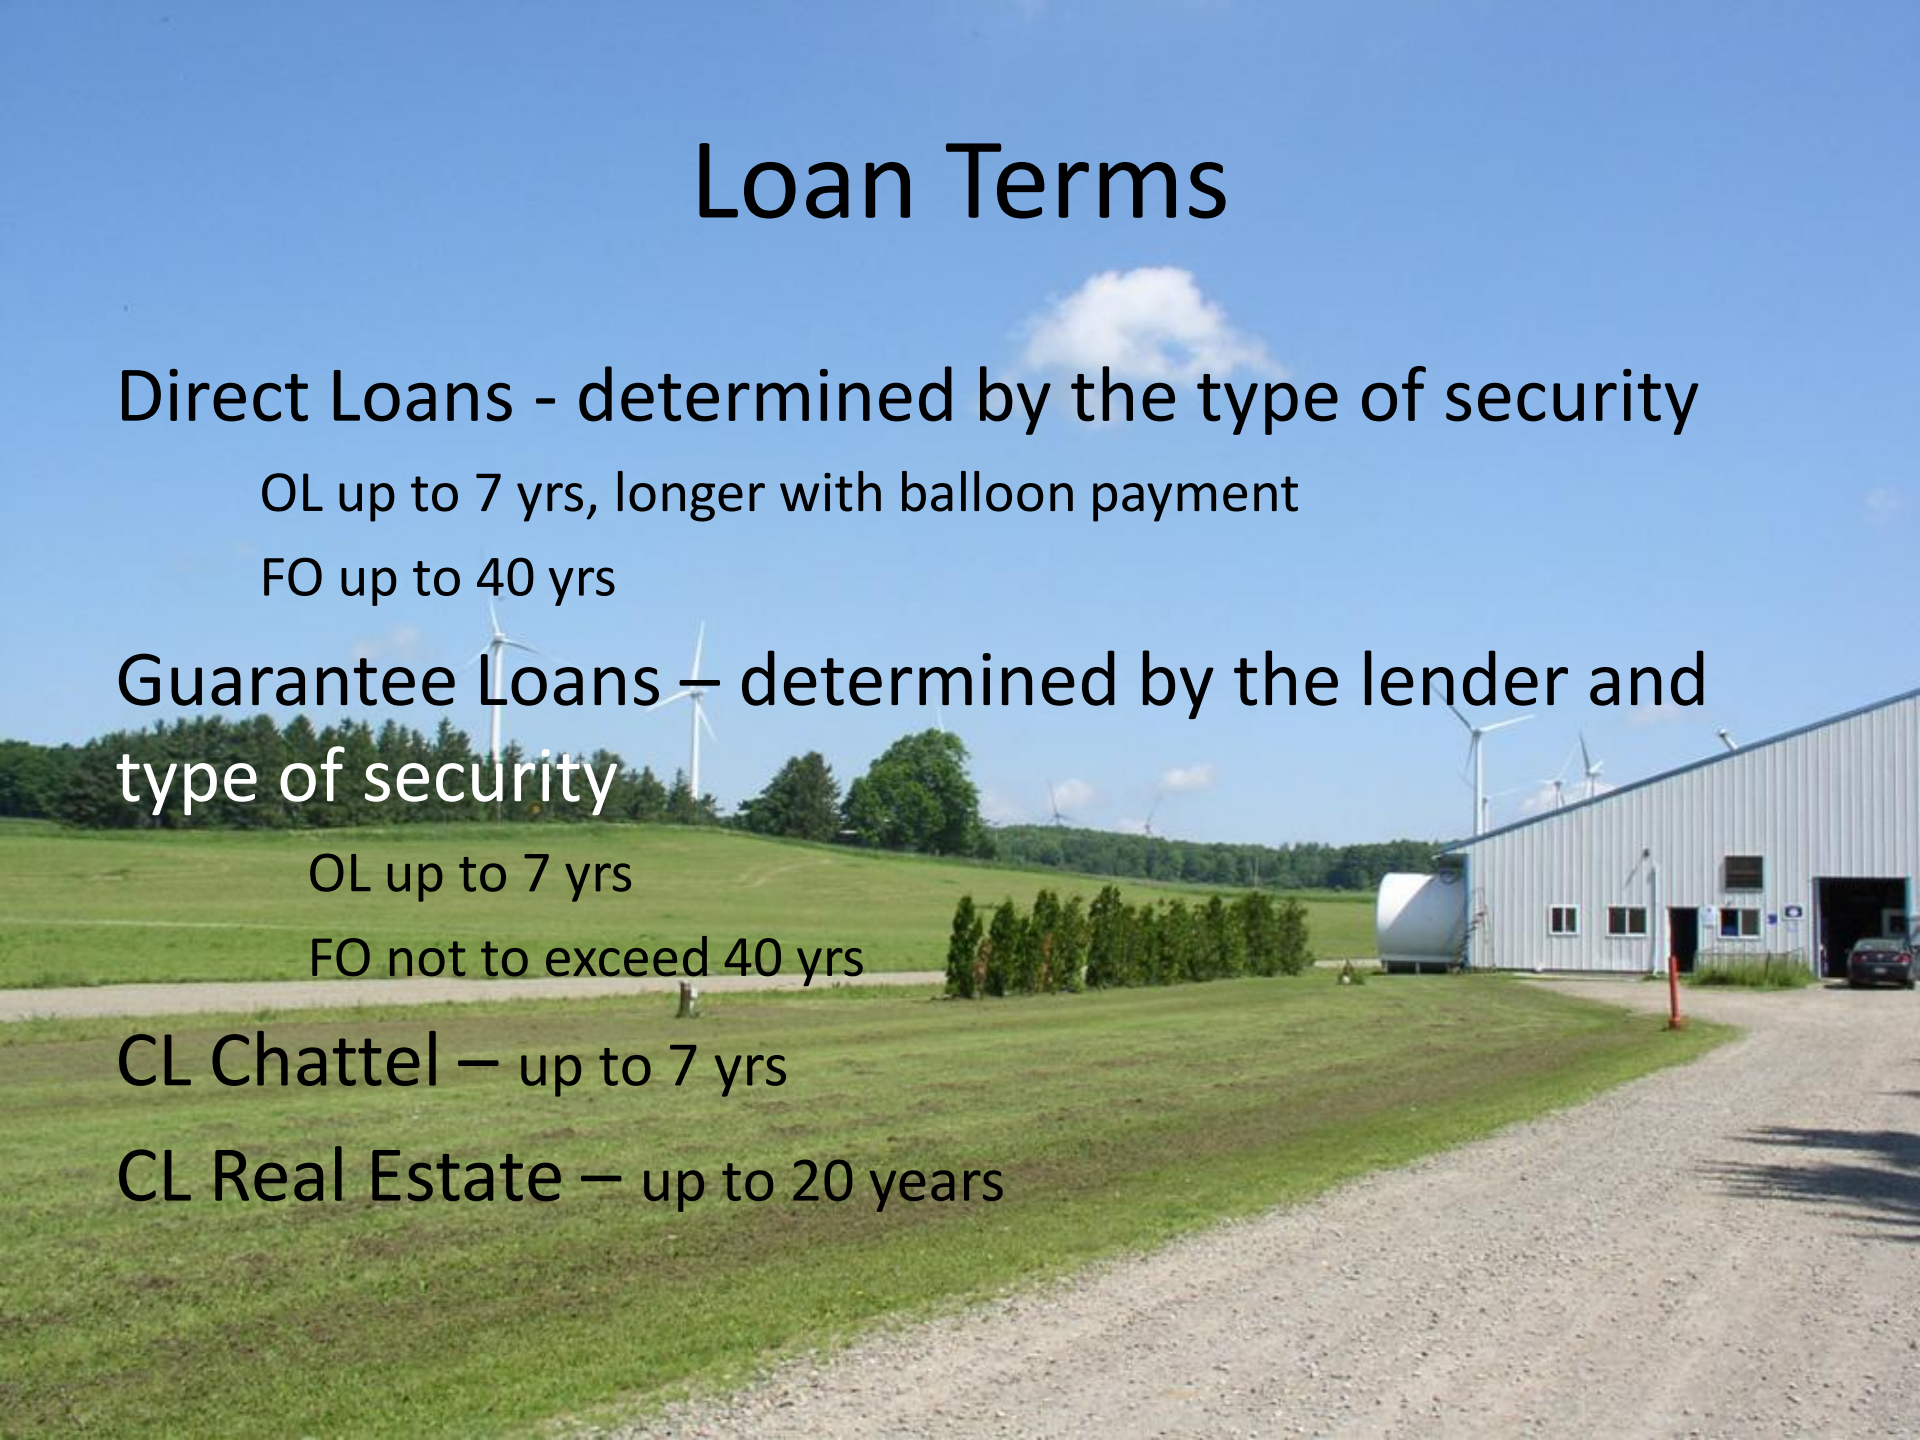 Loan Terms
Direct Loans - determined by the type of security
OL up to 7 yrs, longer with balloon payment
FO up to 40 yrs
Guarantee Loans – determined by the lender and
type of security
OL up to 7 yrs
FO not to exceed 40 yrs
CL Chattel – up to 7 yrs
CL Real Estate – up to 20 years